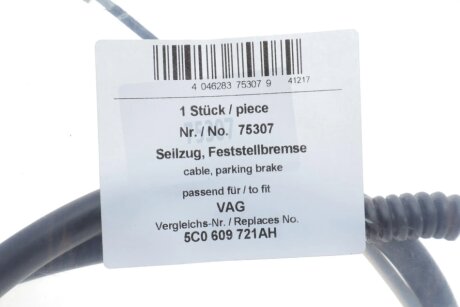 4 046283 75307 9 41217
1 Stück / piece
Nr. / No. 75307
Seilzug, Feststellbremse
cable, parking brake
passend für / to fit
VAG
Vergleichs-Nr. / Replaces No.
5C0 609 721AH